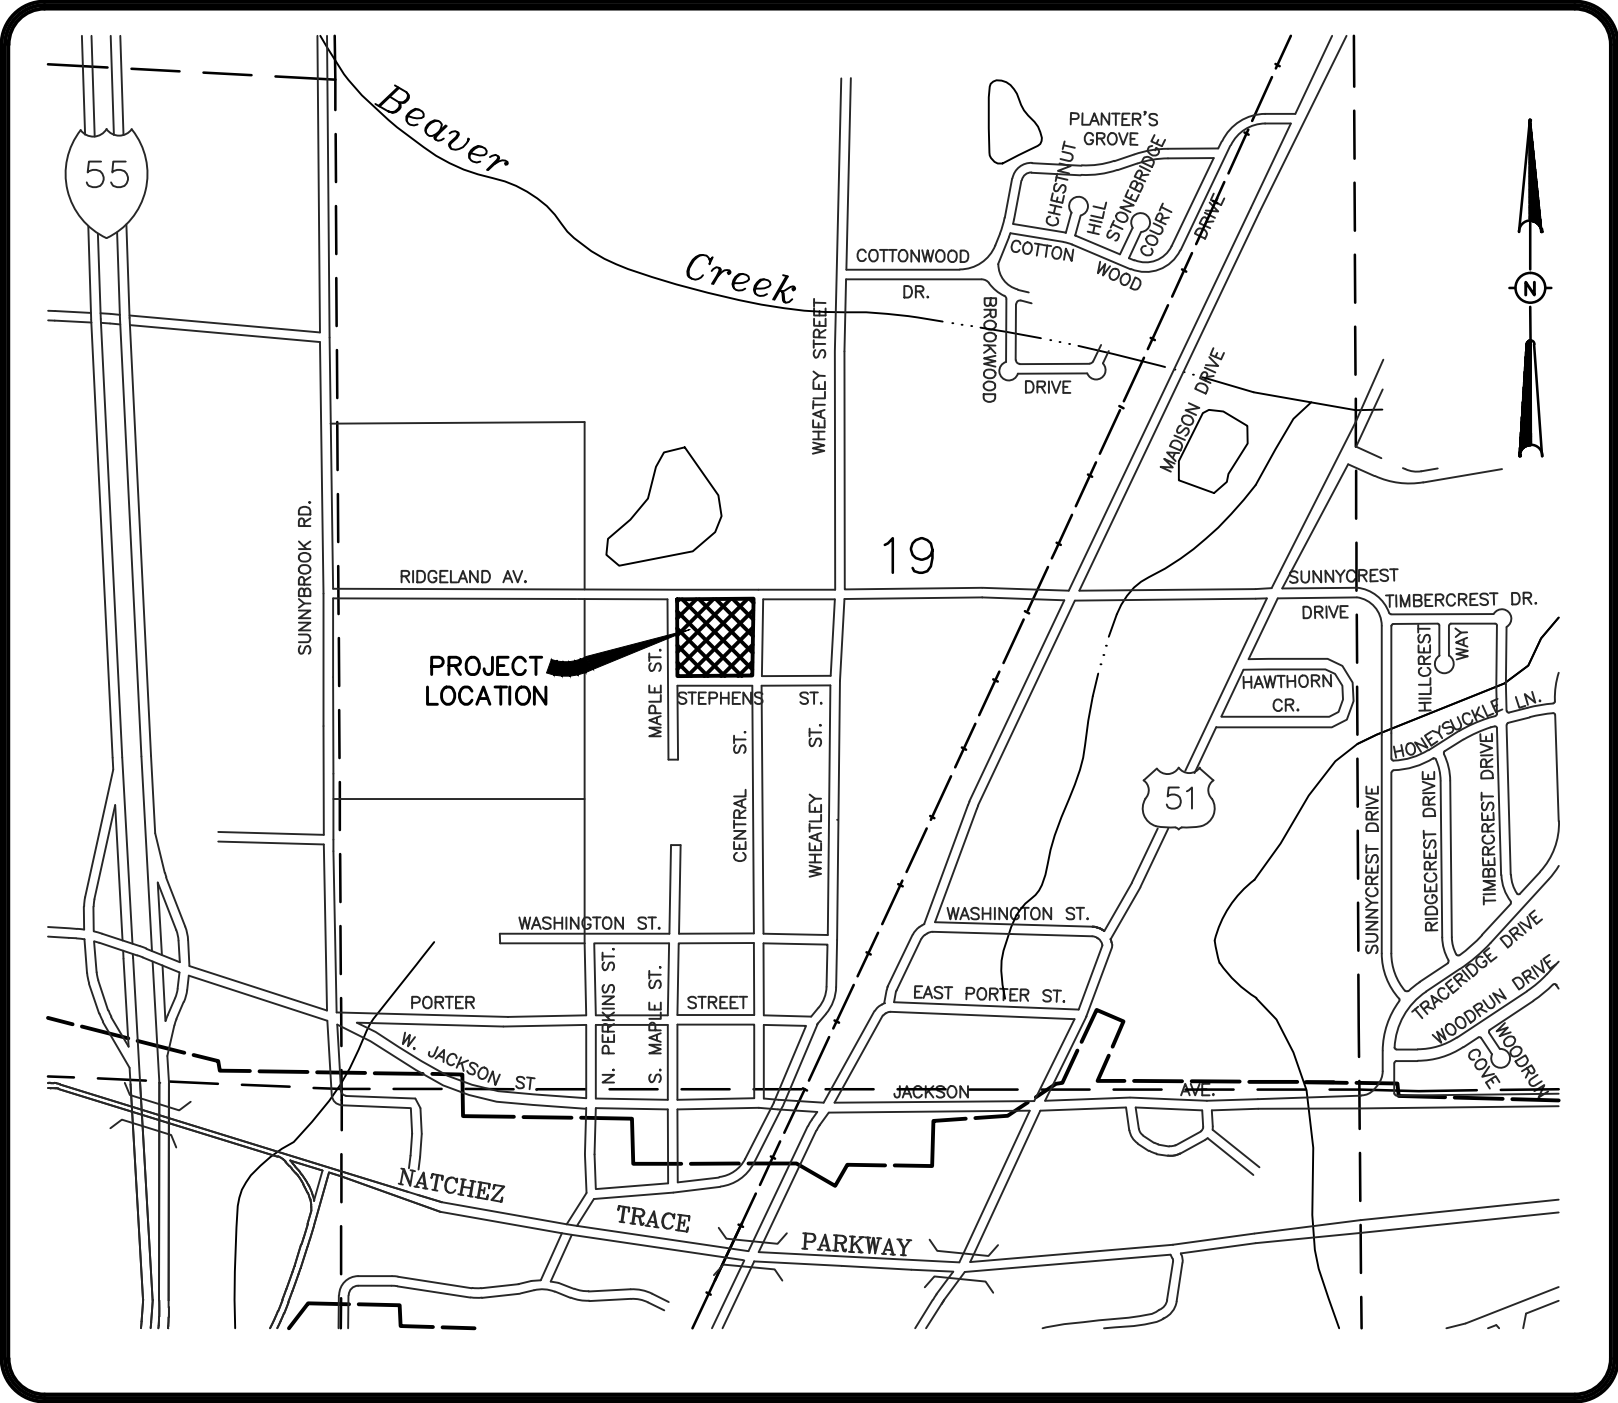 55
Beaver
Creek
PLANTER'S
GROVE
CHESTNUT
HILL
STONEBRIDGE
COURT
DRIVE
COTTONWOOD
DR.
COTTON
WOOD
BROOKWOOD
DRIVE
N
WHEATLEY STREET
MADISON DRIVE
SUNNYBROOK RD.
19
RIDGELAND AV.
SUNNYCREST
DRIVE
TIMBERCREST DR.
HILLCREST
WAY
PROJECT
LOCATION
MAPLE ST.
STEPHENS ST.
HAWTHORN
CR.
HONEYSUCKLE LN.
CENTRAL ST.
WHEATLEY ST.
51
SUNNYCREST DRIVE
RIDGECREST DRIVE
TIMBERCREST DRIVE
WASHINGTON ST.
WASHINGTON ST.
TRACERIDGE DRIVE
WOODRUN DRIVE
WOODRUN
COVE
PORTER STREET
N. PERKINS ST.
S. MAPLE ST.
EAST PORTER ST.
W. JACKSON ST
JACKSON AVE.
NATCHEZ TRACE PARKWAY